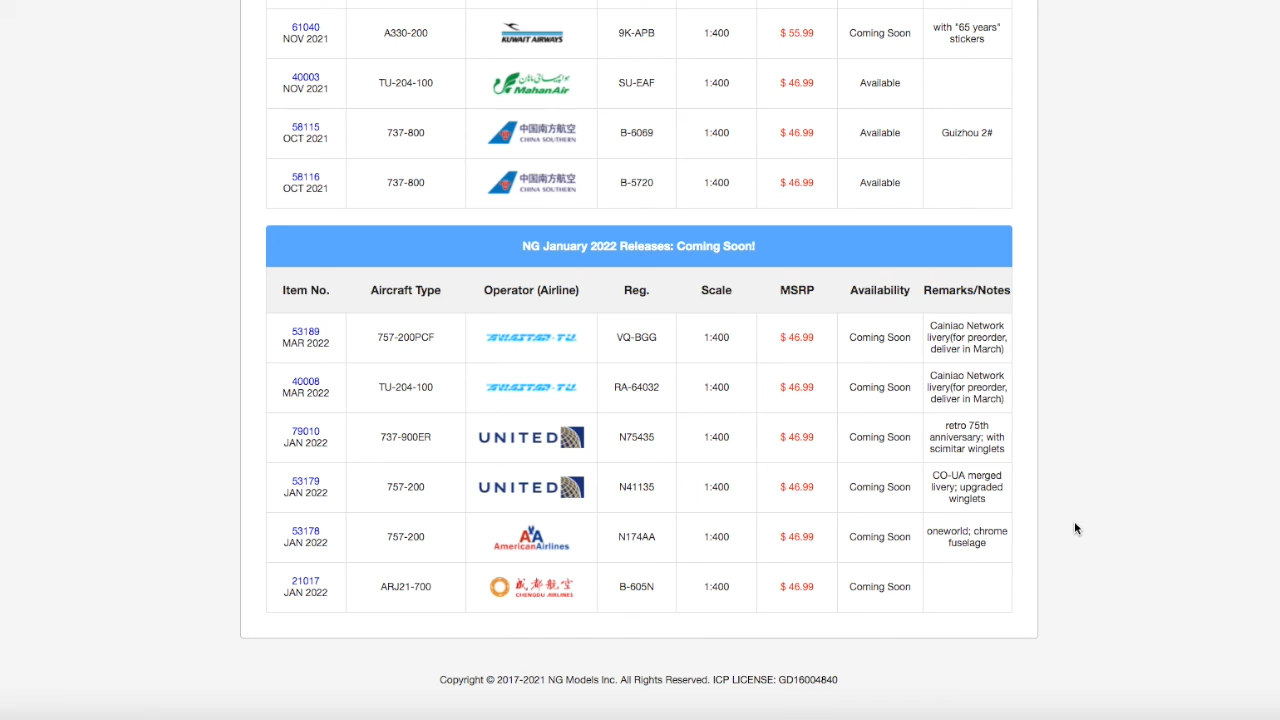 61040
NOV 2021
A330-200
KUWAIT AIRWAYS
9K-APB
1:400
$ 55.99
Coming Soon
with "65 years"
stickers
40003
NOV 2021
TU-204-100
هواپیمائی ماهان
MahanAir
SU-EAF
1:400
$ 46.99
Available
58115
OCT 2021
737-800
中国南方航空
CHINA SOUTHERN
B-6069
1:400
$ 46.99
Available
Guizhou 2#
58116
OCT 2021
737-800
中国南方航空
CHINA SOUTHERN
B-5720
1:400
$ 46.99
Available
NG January 2022 Releases: Coming Soon!
Item No. Aircraft Type Operator (Airline) Reg. Scale MSRP Availability Remarks/Notes
53189
MAR 2022
757-200PCF
AVIASTAR-TU
VQ-BGG
1:400
$ 46.99
Coming Soon
Cainiao Network
livery(for preorder,
deliver in March)
40008
MAR 2022
TU-204-100
AVIASTAR-TU
RA-64032
1:400
$ 46.99
Coming Soon
Cainiao Network
livery(for preorder,
deliver in March)
79010
JAN 2022
737-900ER
UNITED
N75435
1:400
$ 46.99
Coming Soon
retro 75th
anniversary; with
scimitar winglets
53179
JAN 2022
757-200
UNITED
N41135
1:400
$ 46.99
Coming Soon
CO-UA merged
livery; upgraded
winglets
53178
JAN 2022
757-200
AA
AmericanAirlines
N174AA
1:400
$ 46.99
Coming Soon
oneworld; chrome
fuselage
21017
JAN 2022
ARJ21-700
成都航空
CHENGDU AIRLINES
B-605N
1:400
$ 46.99
Coming Soon
Copyright © 2017-2021 NG Models Inc. All Rights Reserved. ICP LICENSE: GD16004840